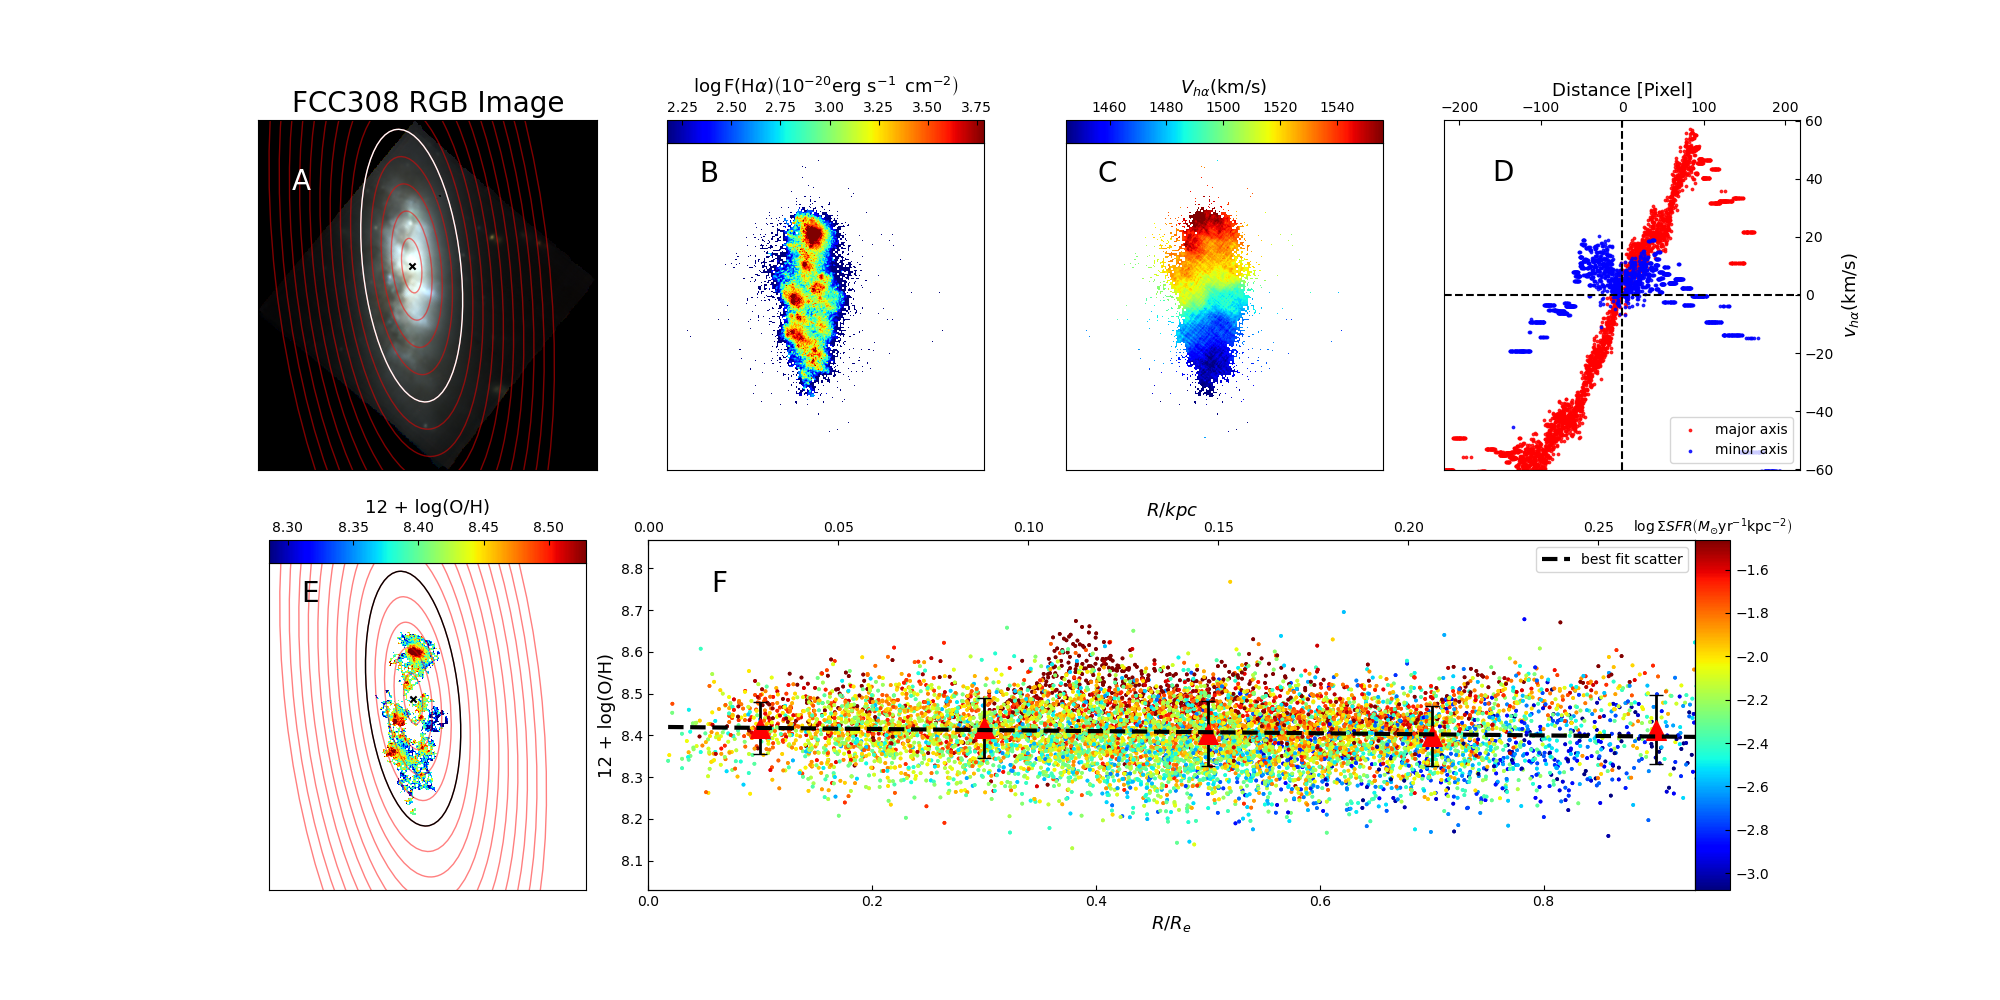 FCC308 RGB Image
A
log F(Hα)(10⁻²⁰erg s⁻¹ cm⁻²)
2.25 2.50 2.75 3.00 3.25 3.50 3.75
B
V_hα(km/s)
1460 1480 1500 1520 1540
C
Distance [Pixel]
−200 −100 0 100 200
D
60
40
20
0
−20
−40
−60
v_hα(km/s)
major axis
minor axis
12 + log(O/H)
8.30 8.35 8.40 8.45 8.50
E
R/kpc
0.00 0.05 0.10 0.15 0.20 0.25
log ΣSFR(M⊙yr⁻¹kpc⁻²)
F
best fit scatter
12 + log(O/H)
8.8
8.7
8.6
8.5
8.4
8.3
8.2
8.1
0.0 0.2 0.4 0.6 0.8
R/Rₑ
−1.6
−1.8
−2.0
−2.2
−2.4
−2.6
−2.8
−3.0